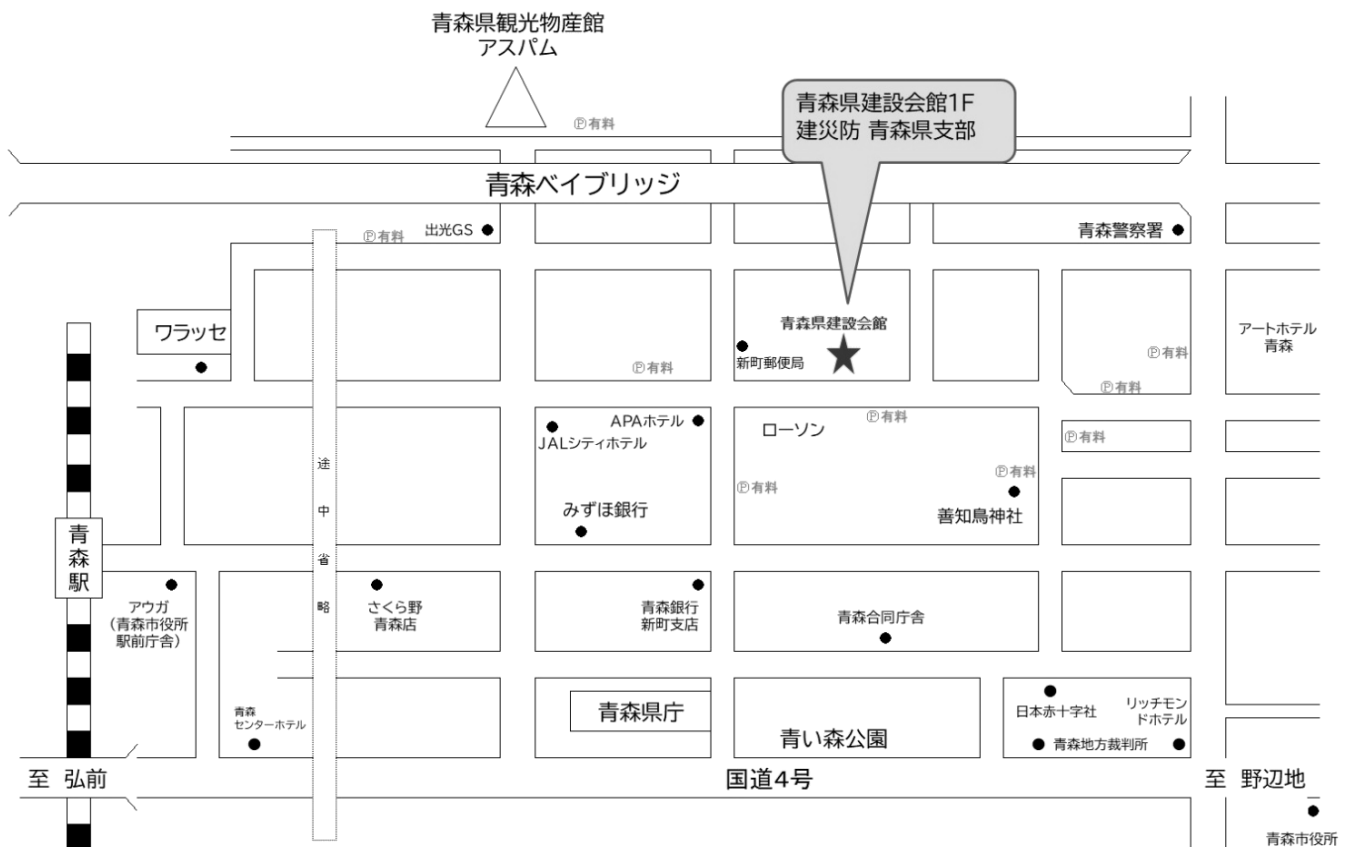 青森県観光物産館
アスパム
Ⓟ有料
青森県建設会館1F
建災防 青森県支部
青森ベイブリッジ
Ⓟ有料
出光GS
青森警察署
ワラッセ
青森県建設会館
新町郵便局
Ⓟ有料
Ⓟ有料
Ⓟ有料
アートホテル
青森
APAホテル
JALシティホテル
ローソン
Ⓟ有料
Ⓟ有料
Ⓟ有料
Ⓟ有料
途中省略
みずほ銀行
善知鳥神社
青森駅
アウガ
(青森市役所
駅前庁舎)
さくら野
青森店
青森銀行
新町支店
青森合同庁舎
青森
センターホテル
青森県庁
青い森公園
日本赤十字社
リッチモン
ドホテル
青森地方裁判所
至 弘前
国道4号
至 野辺地
青森市役所